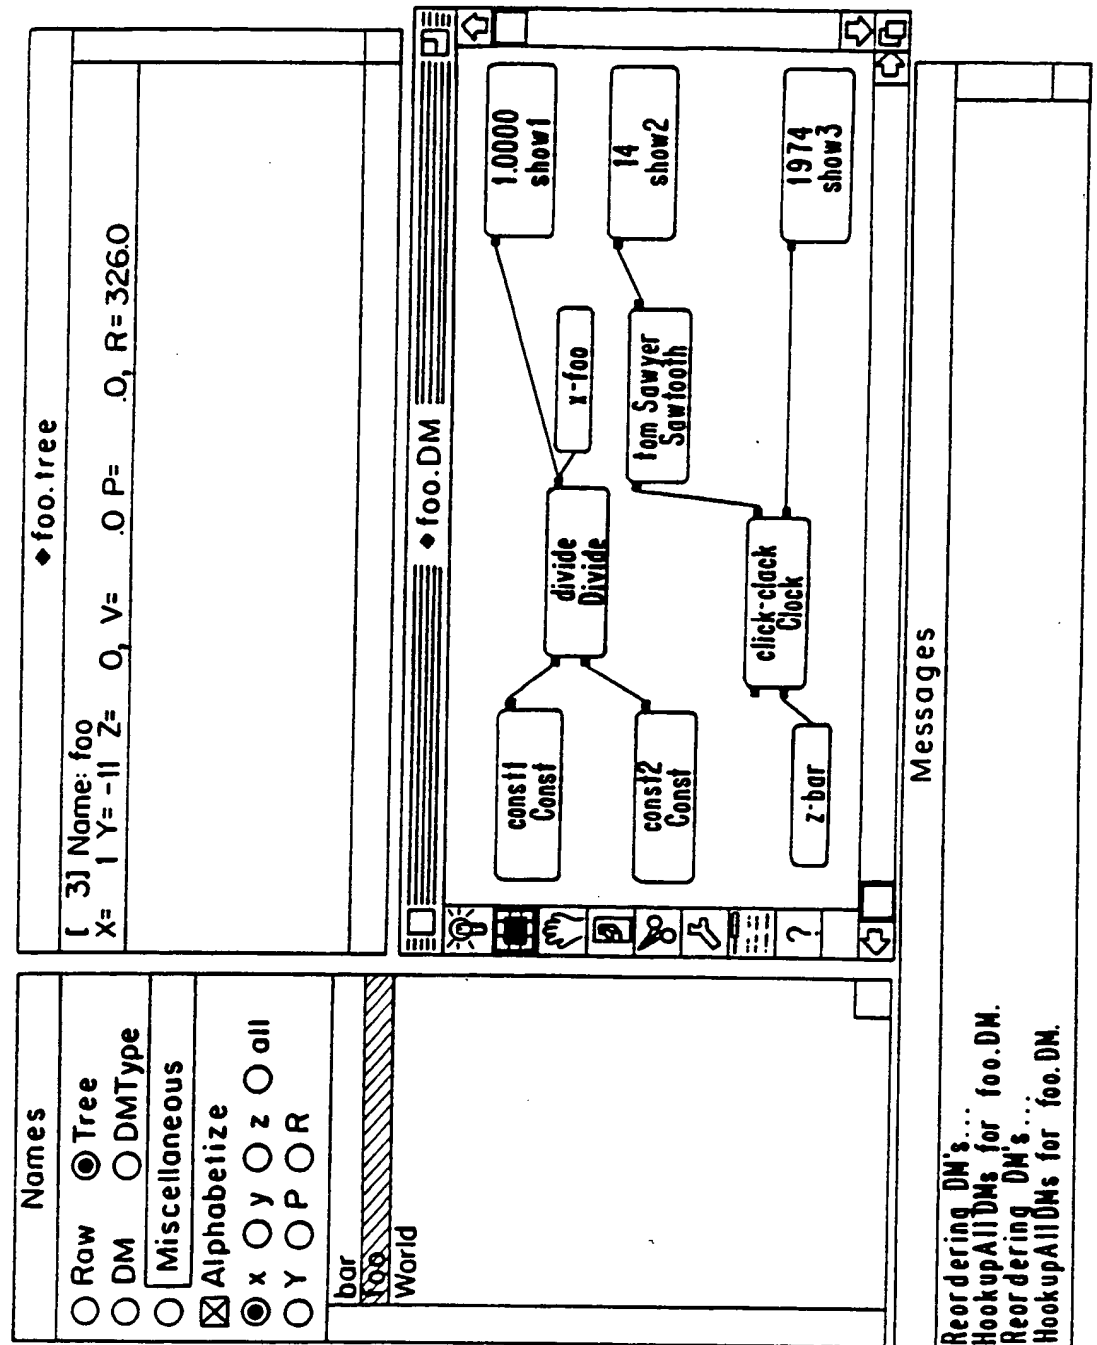 Names
Raw Tree
DM DMType
Miscellaneous
Alphabetize
x y z all
Y P R
bar
foo
World
◆foo.tree
[ 3] Name: foo
X= 1 Y= -11 Z= 0, V= .0 P= .0, R= 326.0
◆foo.DM
?
const1
Const
const2
Const
z-bar
divide
Divide
click-clack
Clock
x-foo
tom Sawyer
Sawtooth
1.0000
show1
14
show2
1974
show3
Messages
Reordering DM's...
HookupAllDMs for foo.DM.
Reordering DM's...
HookupAllDMs for foo.DM.